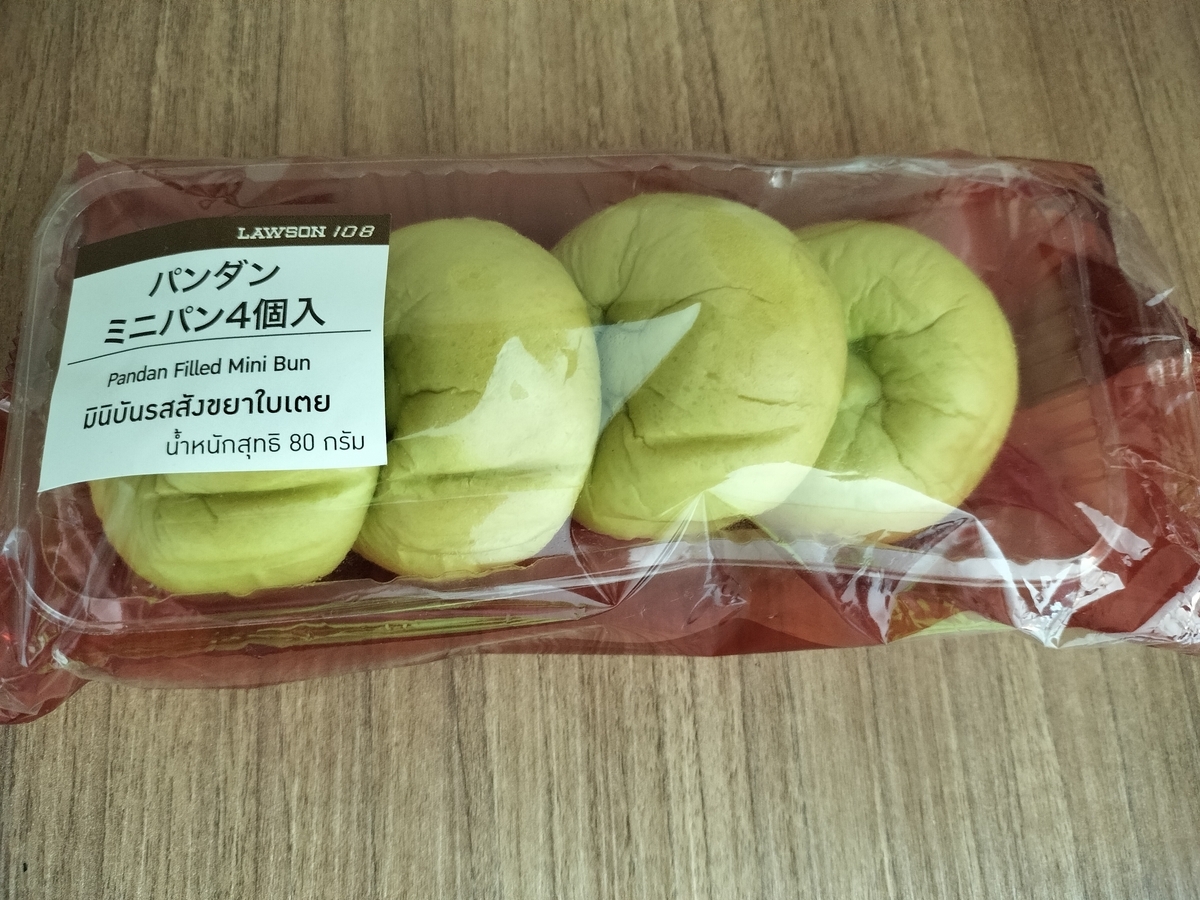 LAWSON 108
パンダン
ミニパン4個入
Pandan Filled Mini Bun
มินิบันรสสังขยาใบเตย
น้ำหนักสุทธิ 80 กรัม